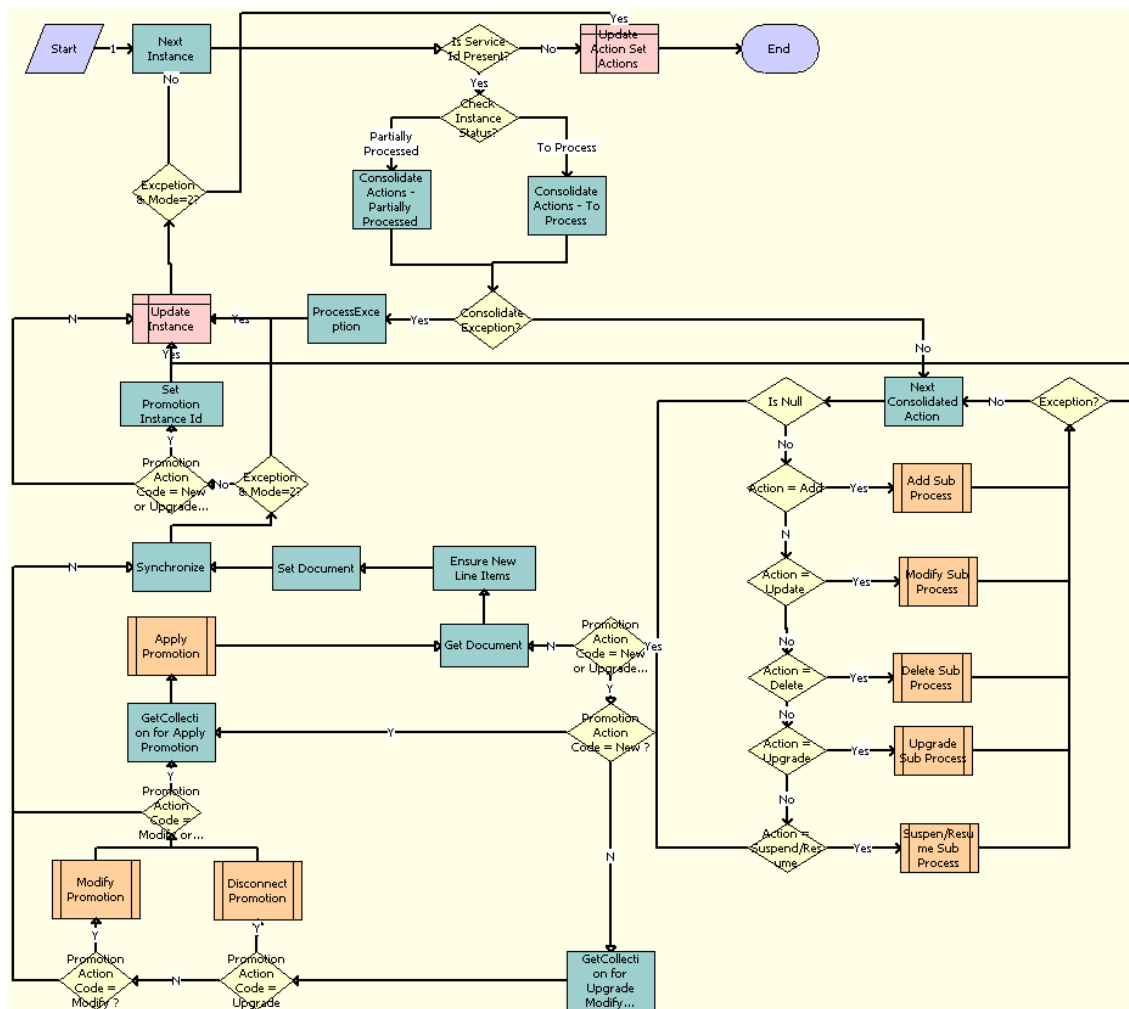 Start
1
Next
Instance
Is Service
Id Present?
No
Yes
Update
Action Set
Actions
End
No
Yes
Check
Instance
Status?
Partially
Processed
To Process
Excpetion
& Mode=2?
Consolidate
Actions -
Partially
Processed
Consolidate
Actions - To
Process
N
Update
Instance
Yes
ProcessExce
ption
Yes
Consolidate
Exception?
No
Yes
Set
Promotion
Instance Id
Is Null
Next
Consolidated
Action
No
Exception?
Y
Promotion
Action
Code = New
or Upgrade...
No
Exception
& Mode=2?
No
Action = Add
Yes
Add Sub
Process
N
N
Synchronize
Set Document
Ensure New
Line Items
Action =
Update
Yes
Modify Sub
Process
Apply
Promotion
Get Document
N
Promotion
Action
Code = New
or Upgrade...
Yes
No
Action =
Delete
Yes
Delete Sub
Process
Y
GetCollecti
on for Apply
Promotion
Y
Promotion
Action
Code = New ?
No
Action =
Upgrade
Yes
Upgrade
Sub Process
Y
Promotion
Action
Code =
Modify or...
No
Action =
Suspend/Res
ume
Yes
Suspen/Resu
me Sub
Process
N
Modify
Promotion
Disconnect
Promotion
Y
Y*
Promotion
Action
Code =
Modify ?
N
Promotion
Action
Code =
Upgrade
GetCollecti
on for
Upgrade
Modify...